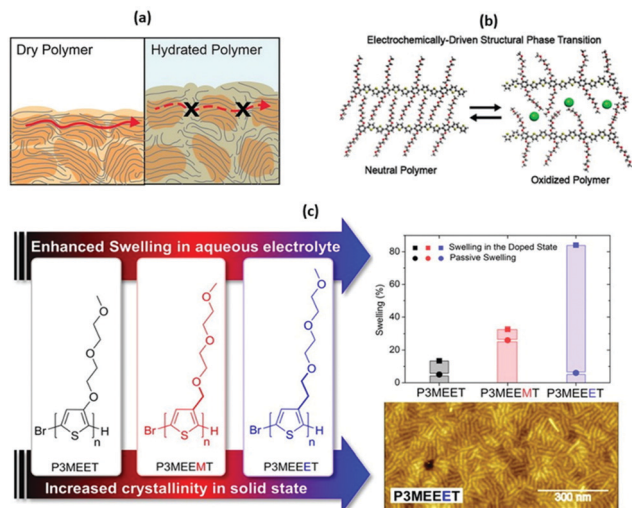 (a)
Dry Polymer
Hydrated Polymer
X X
(b)
Electrochemically-Driven Structural Phase Transition
Neutral Polymer
Oxidized Polymer
(c)
Enhanced Swelling in aqueous electrolyte
O
O
O
Br
S
H
n
P3MEET
O
O
O
Br
S
H
n
P3MEEMT
O
O
O
Br
S
H
n
P3MEEET
Increased crystallinity in solid state
Swelling in the Doped State
Passive Swelling
Swelling (%)
80
60
40
20
0
P3MEET P3MEEMT P3MEEET
P3MEEET
300 nm